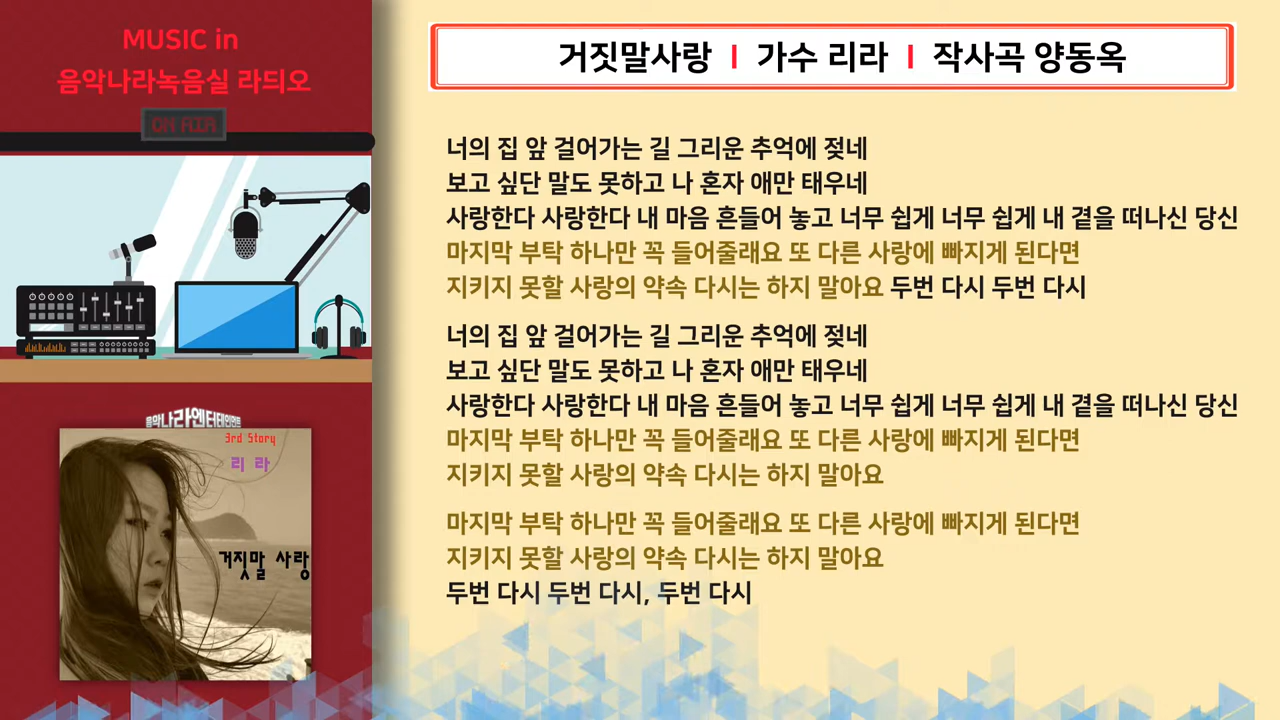 MUSIC in
음악나라녹음실 라듸오
ON AIR
음악나라엔터테인먼트
3rd Story
리 라
거짓말 사랑
거짓말사랑 I 가수 리라 I 작사곡 양동옥
너의 집 앞 걸어가는 길 그리운 추억에 젖네
보고 싶단 말도 못하고 나 혼자 애만 태우네
사랑한다 사랑한다 내 마음 흔들어 놓고 너무 쉽게 너무 쉽게 내 곁을 떠나신 당신
마지막 부탁 하나만 꼭 들어줄래요 또 다른 사랑에 빠지게 된다면
지키지 못할 사랑의 약속 다시는 하지 말아요 두번 다시 두번 다시
너의 집 앞 걸어가는 길 그리운 추억에 젖네
보고 싶단 말도 못하고 나 혼자 애만 태우네
사랑한다 사랑한다 내 마음 흔들어 놓고 너무 쉽게 너무 쉽게 내 곁을 떠나신 당신
마지막 부탁 하나만 꼭 들어줄래요 또 다른 사랑에 빠지게 된다면
지키지 못할 사랑의 약속 다시는 하지 말아요
마지막 부탁 하나만 꼭 들어줄래요 또 다른 사랑에 빠지게 된다면
지키지 못할 사랑의 약속 다시는 하지 말아요
두번 다시 두번 다시, 두번 다시